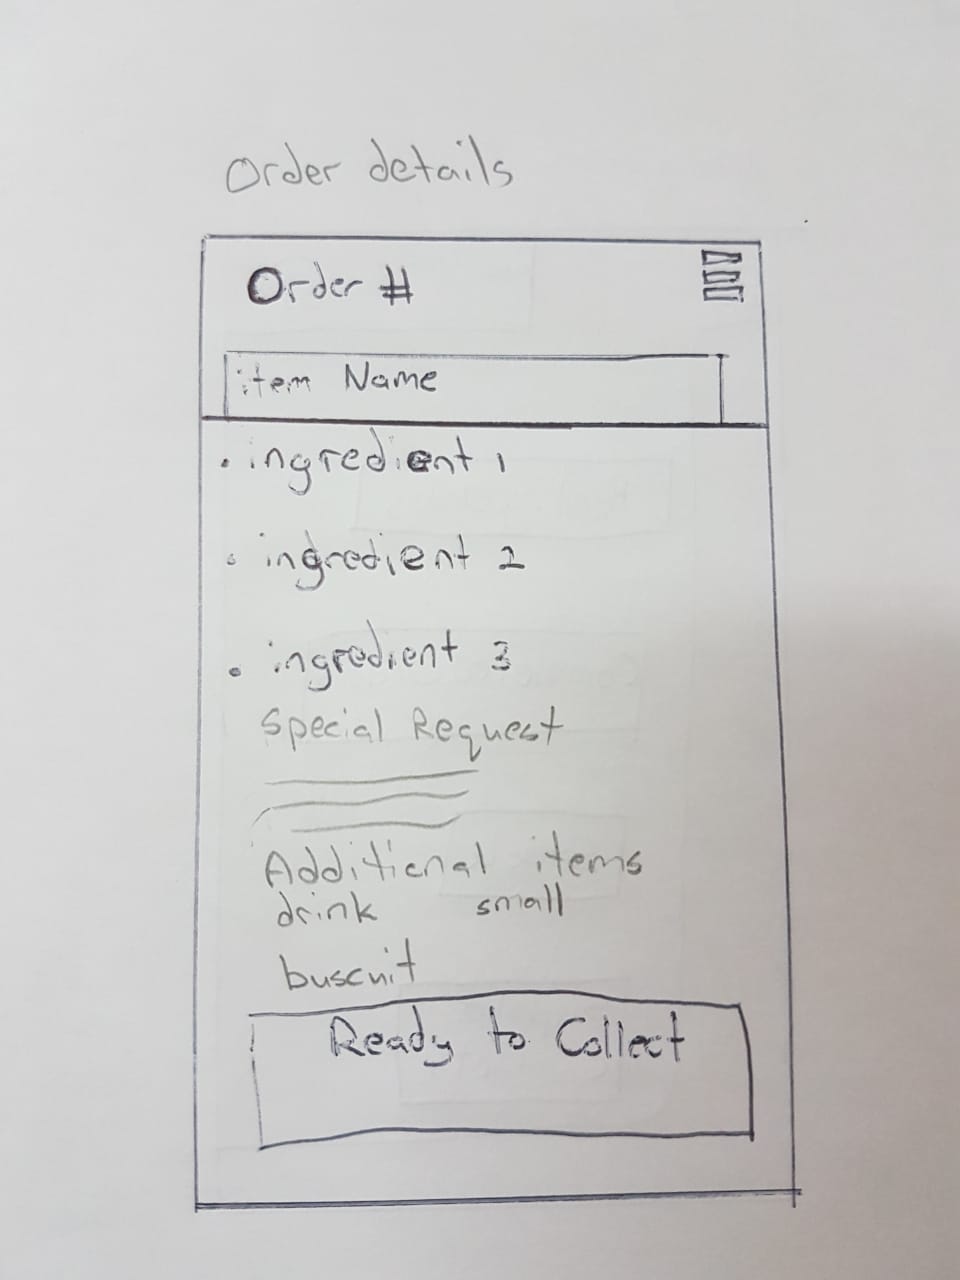 Order details
Order #
item Name
• ingredient 1
• ingredient 2
• ingredient 3
Special Request
Additional items
drink small
buscuit
Ready to Collect